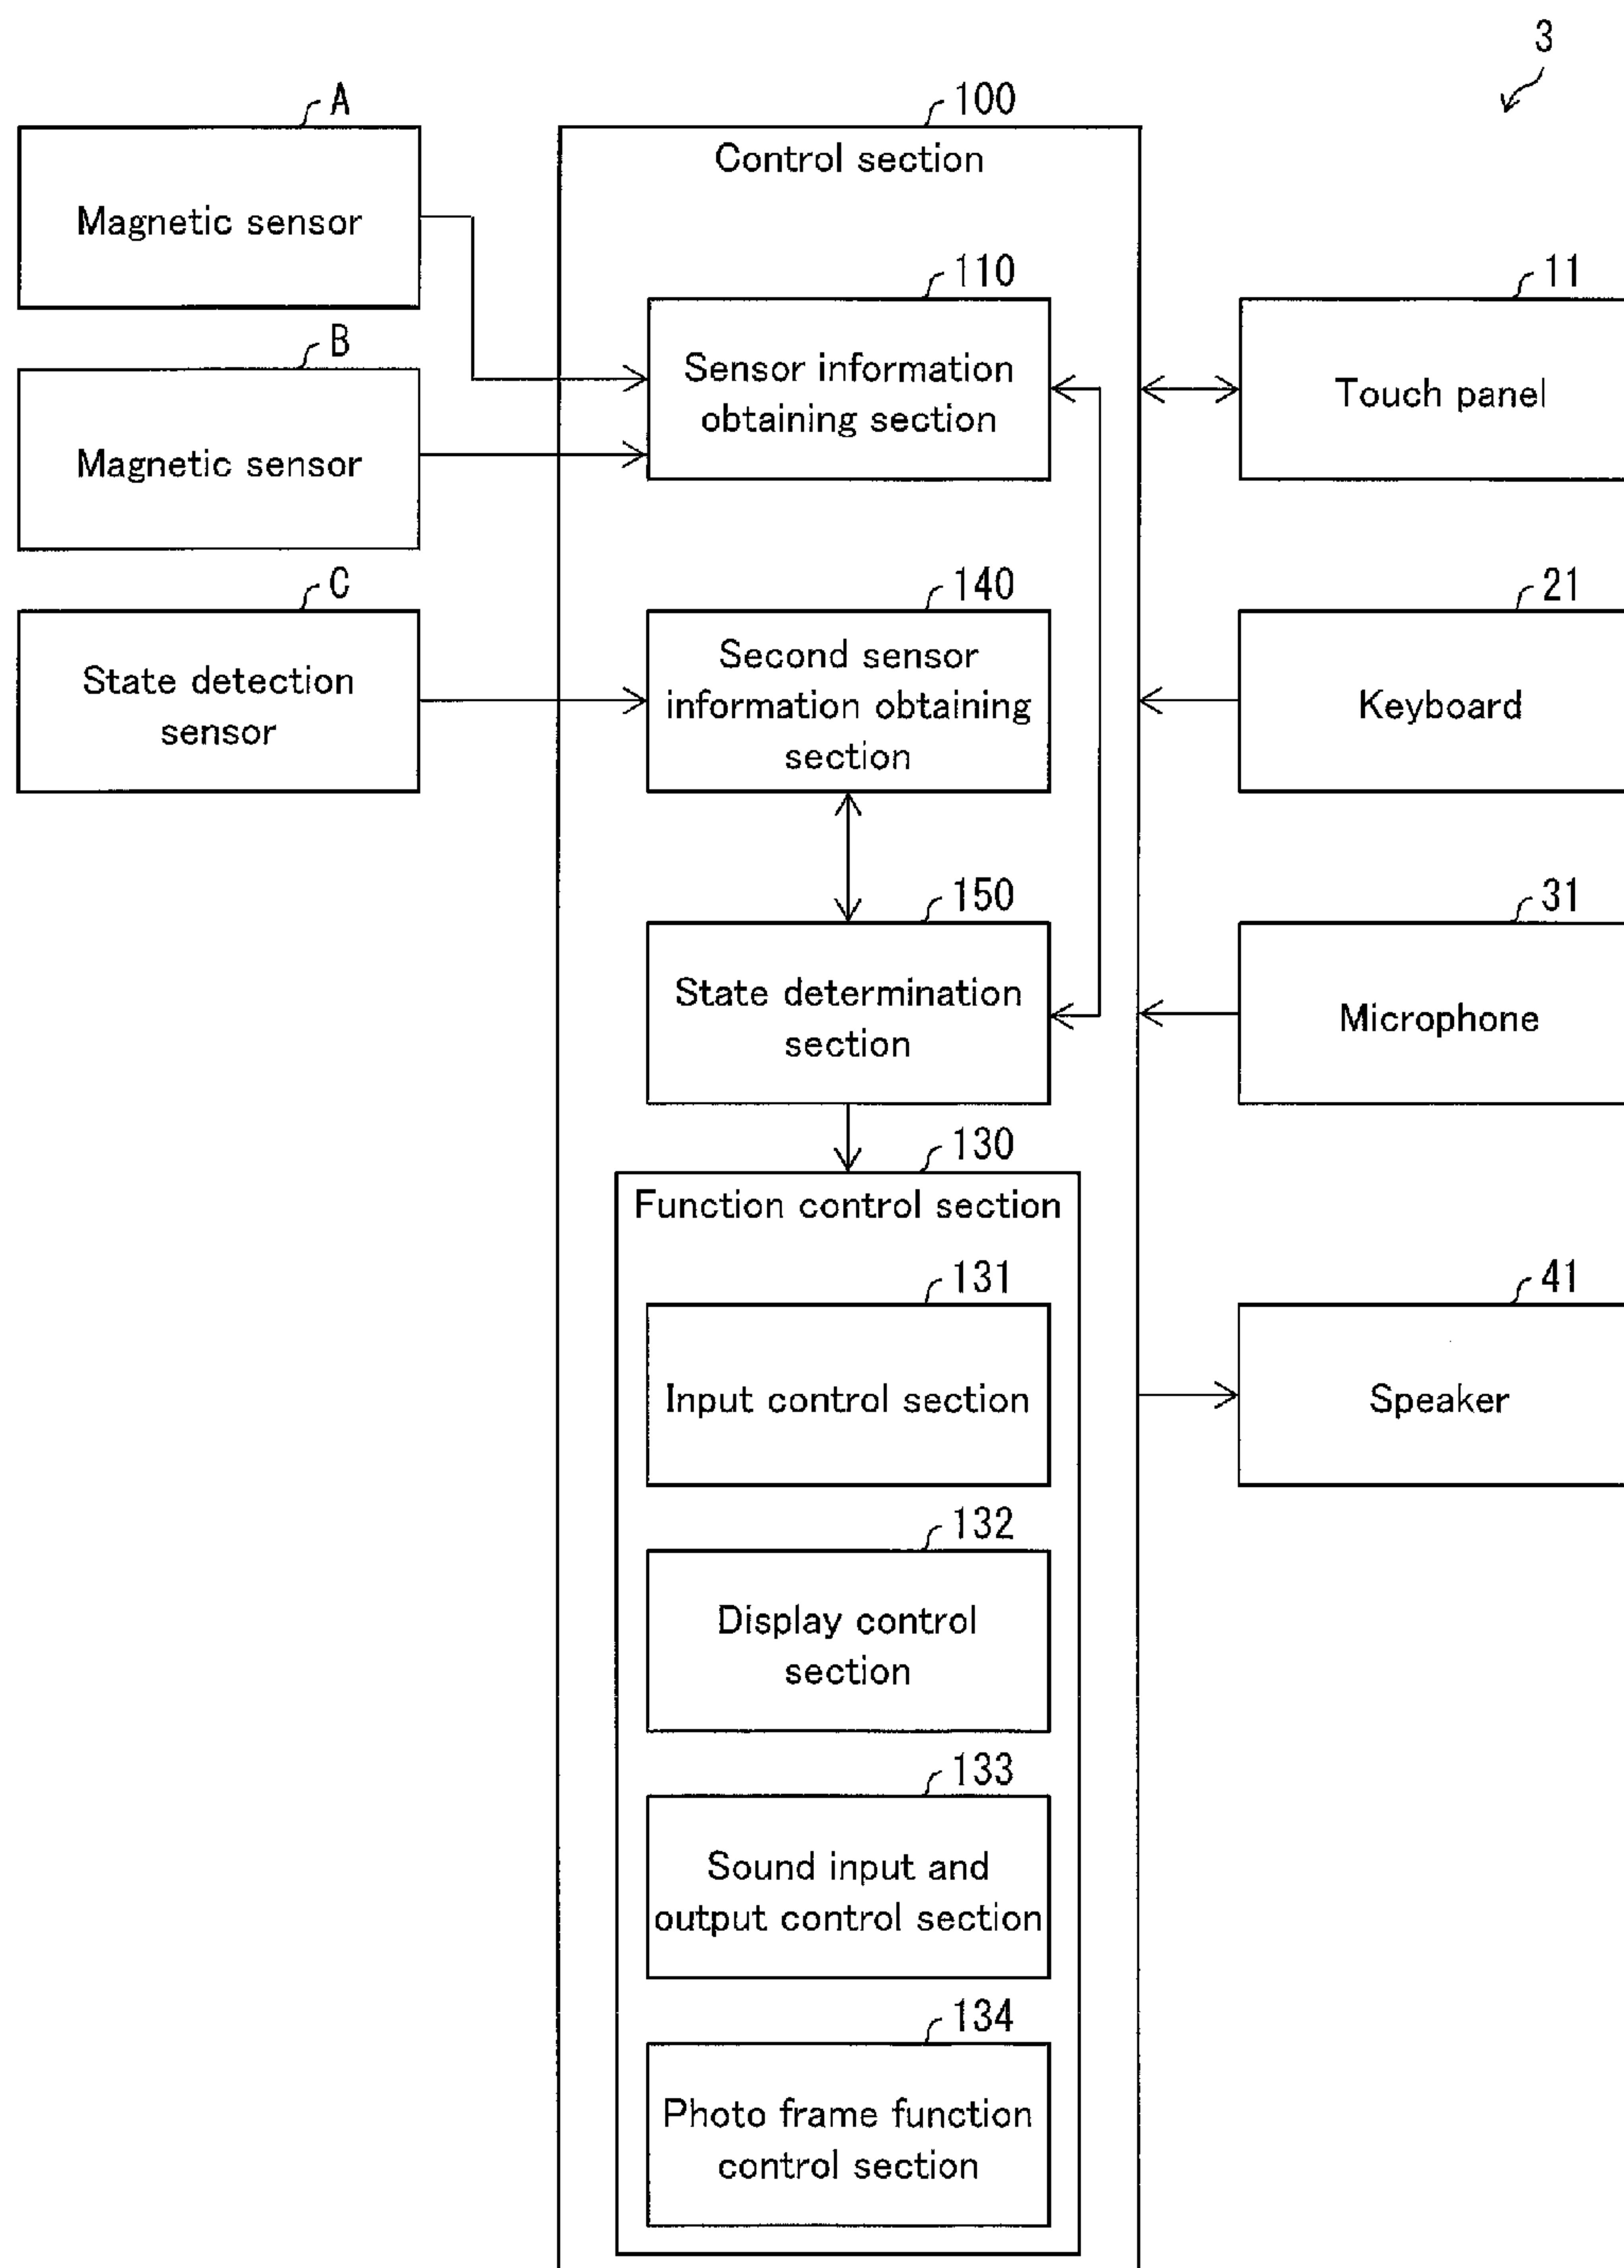 3
A
Magnetic sensor
B
Magnetic sensor
C
State detection
sensor
100
Control section
110
Sensor information
obtaining section
140
Second sensor
information obtaining
section
150
State determination
section
130
Function control section
131
Input control section
132
Display control
section
133
Sound input and
output control section
134
Photo frame function
control section
11
Touch panel
21
Keyboard
31
Microphone
41
Speaker